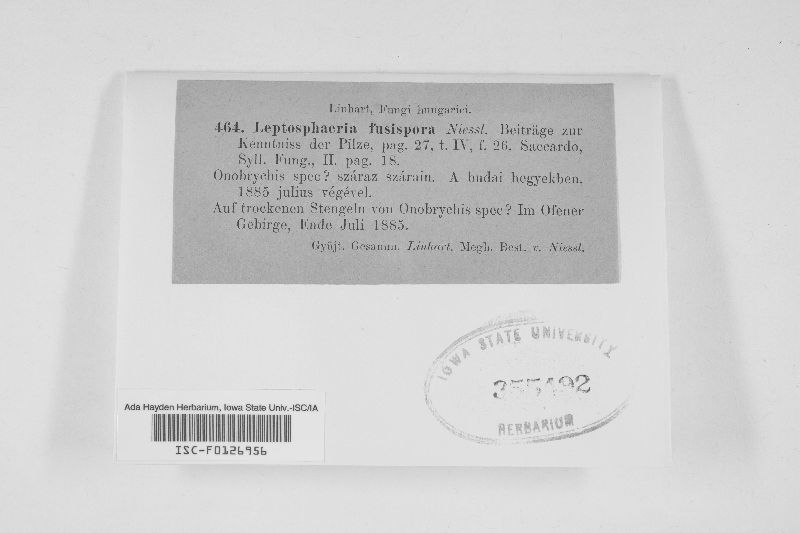 Linhart, Fungi hungarici.
464. Leptosphaeria fusispora Niessl. Beiträge zur
Kenntniss der Pilze, pag. 27, t. IV, f. 26. Saccardo,
Syll. Fung., II. pag. 18.
Onobrychis spec? száraz szárain. A budai hegyekben,
1885 julius végével.
Auf trockenen Stengeln von Onobrychis spec? Im Ofener
Gebirge, Ende Juli 1885.
Gyüjt. Gesamm. Linhart. Megh. Best. v. Niessl.
IOWA STATE UNIVERSITY
355492
HERBARIUM
Ada Hayden Herbarium, Iowa State Univ.-ISC/IA
ISC-F0126956